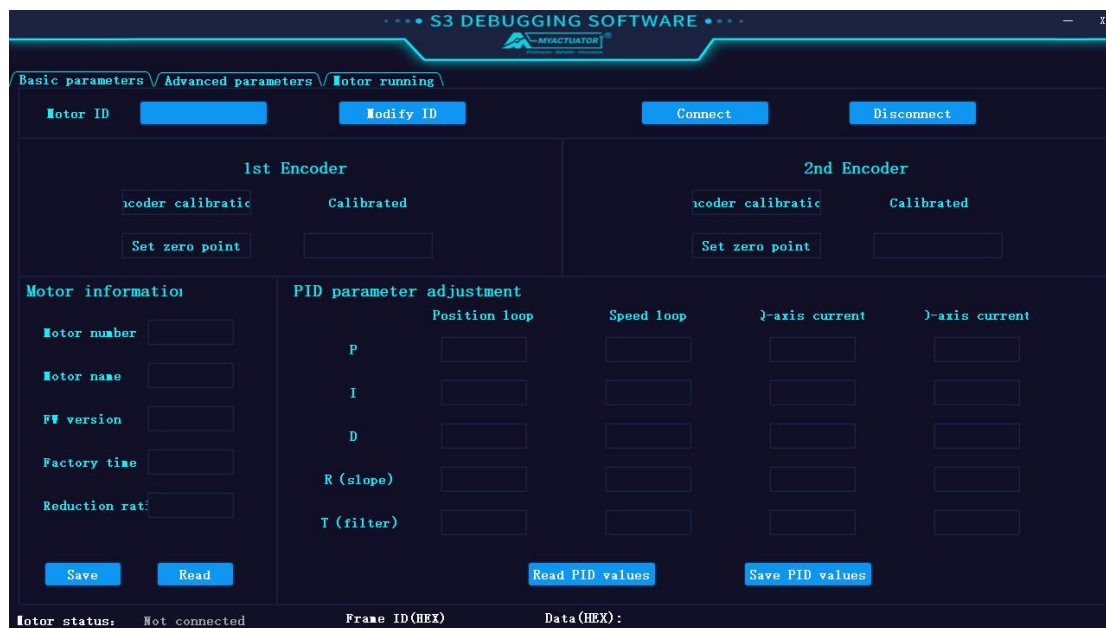 S3 DEBUGGING SOFTWARE
MYACTUATOR
Basic parameters Advanced parameters Motor running
Motor ID Modify ID Connect Disconnect
1st Encoder 2nd Encoder
ncoder calibratic Calibrated ncoder calibratic Calibrated
Set zero point Set zero point
Motor information PID parameter adjustment
Position loop Speed loop Q-axis current D-axis current
Motor number
P
Motor name
I
FW version
D
Factory time
R(slope)
Reduction rati
T(filter)
Save Read Read PID values Save PID values
Motor status: Not connected Frame ID(HEX) Data(HEX):